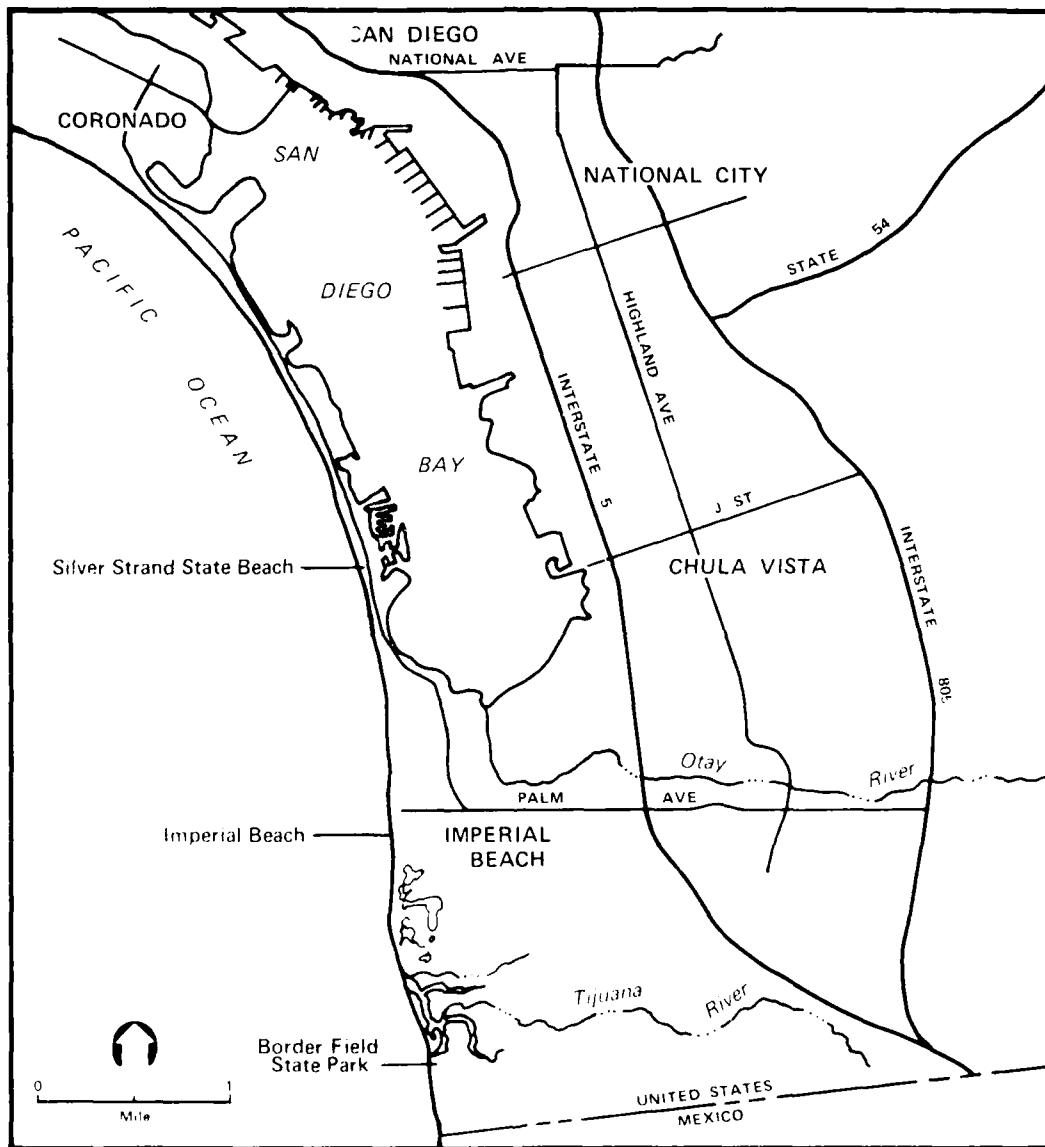 CAN DIEGO
NATIONAL AVE
CORONADO
SAN
NATIONAL CITY
STATE 54
PACIFIC
DIEGO
HIGHLAND AVE
OCEAN
INTERSTATE 5
BAY
J ST
INTERSTATE 805
Silver Strand State Beach
CHULA VISTA
Otay River
PALM AVE
Imperial Beach
IMPERIAL
BEACH
Tijuana River
Border Field
State Park
0 1
Mile
UNITED STATES
MEXICO